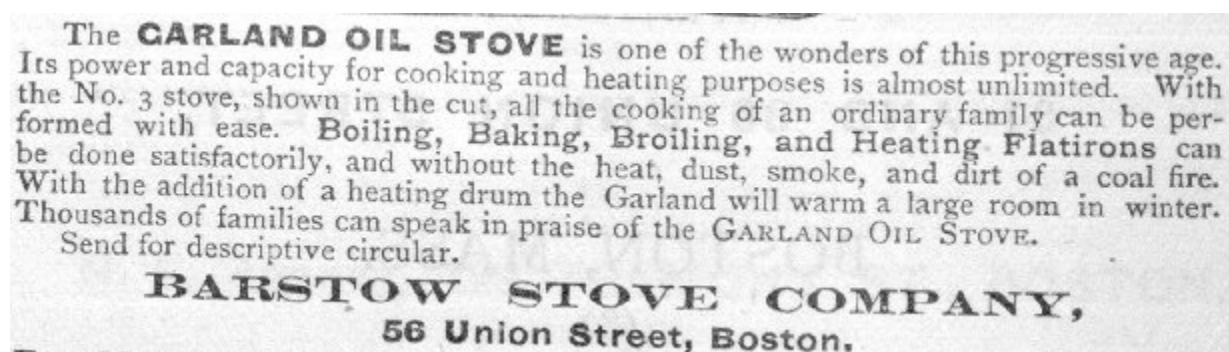 The GARLAND OIL STOVE is one of the wonders of this progressive age.
Its power and capacity for cooking and heating purposes is almost unlimited. With
the No. 3 stove, shown in the cut, all the cooking of an ordinary family can be per-
formed with ease. Boiling, Baking, Broiling, and Heating Flatirons can
be done satisfactorily, and without the heat, dust, smoke, and dirt of a coal fire.
With the addition of a heating drum the Garland will warm a large room in winter.
Thousands of families can speak in praise of the GARLAND OIL STOVE.
Send for descriptive circular.
BARSTOW STOVE COMPANY,
56 Union Street, Boston.